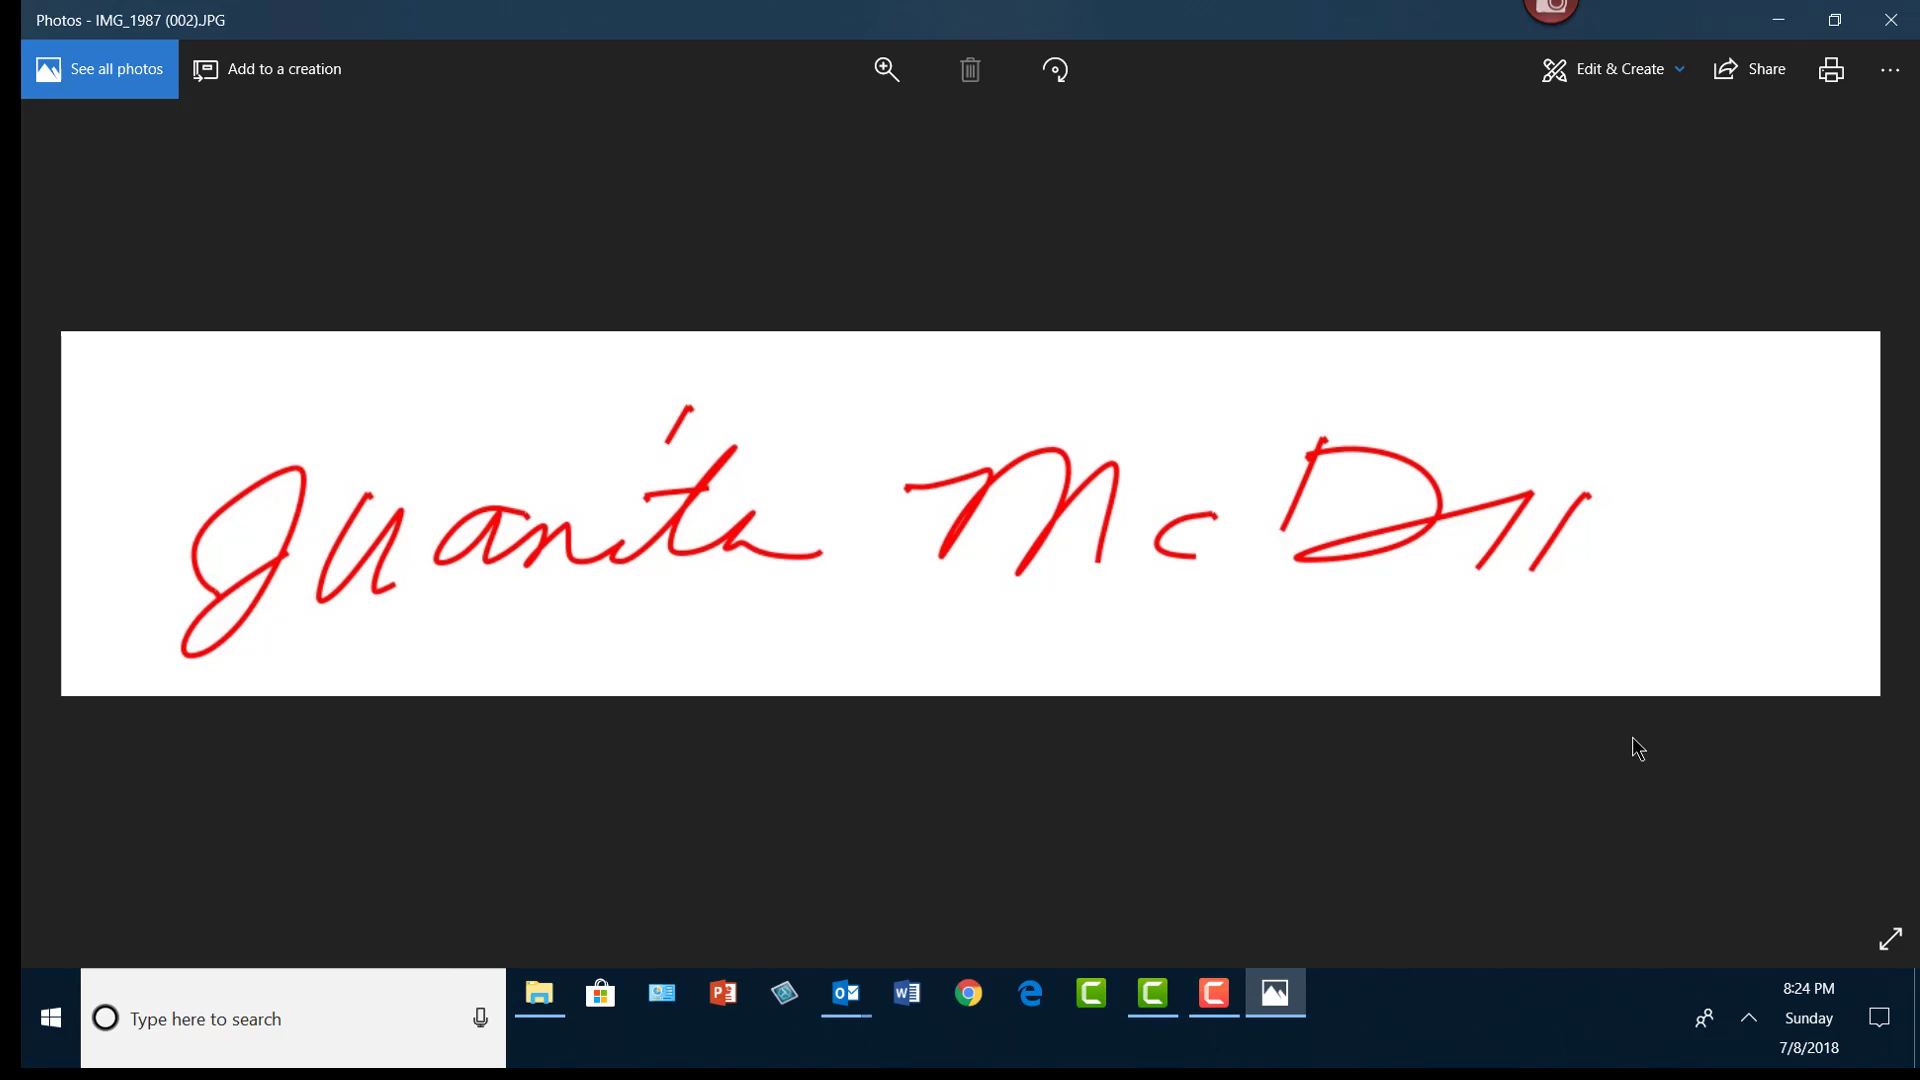 Photos - IMG_1987 (002).JPG
See all photos
Add to a creation
Edit & Create
Share
Juanita McD
Type here to search
8:24 PM
Sunday
7/8/2018